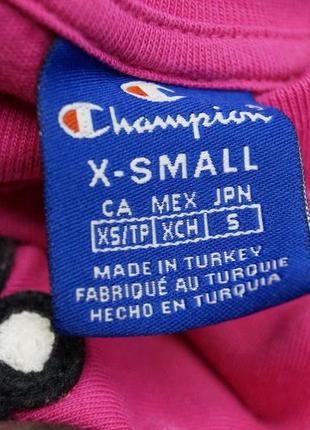 Champion
X-SMALL
CA MEX JPN
XS/TP XCH S
MADE IN TURKEY
FABRIQUÉ AU TURQUIE
HECHO EN TURQUIA